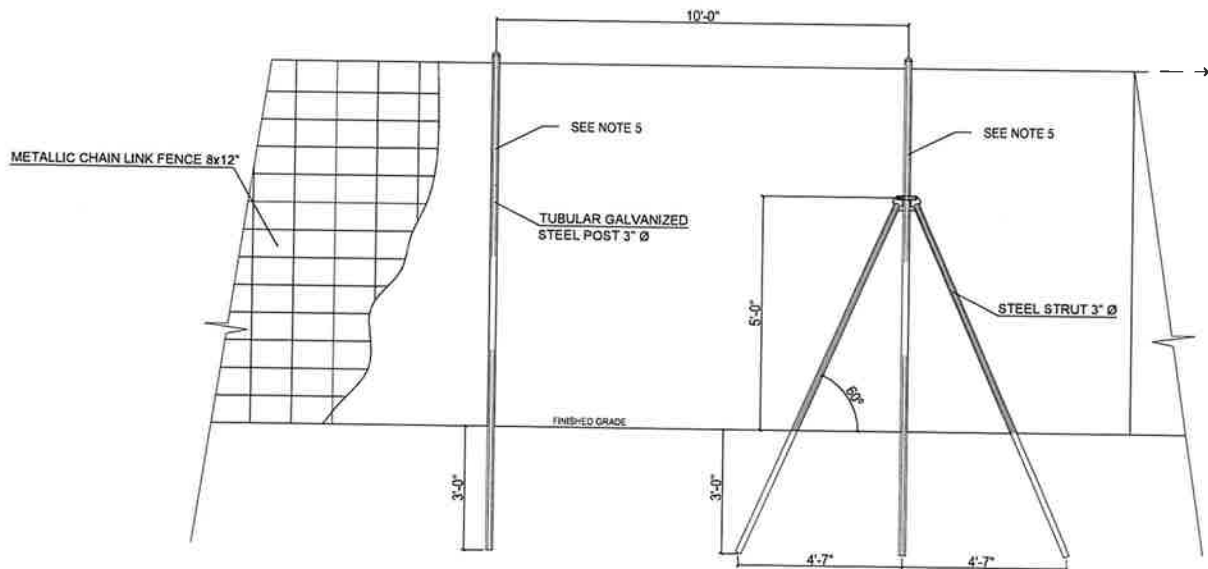 10'-0"
SEE NOTE 5
SEE NOTE 5
METALLIC CHAIN LINK FENCE 8x12"
TUBULAR GALVANIZED
STEEL POST 3" Ø
5'-0"
STEEL STRUT 3" Ø
60°
FINISHED GRADE
3'-0"
3'-0"
4'-7"
4'-7"